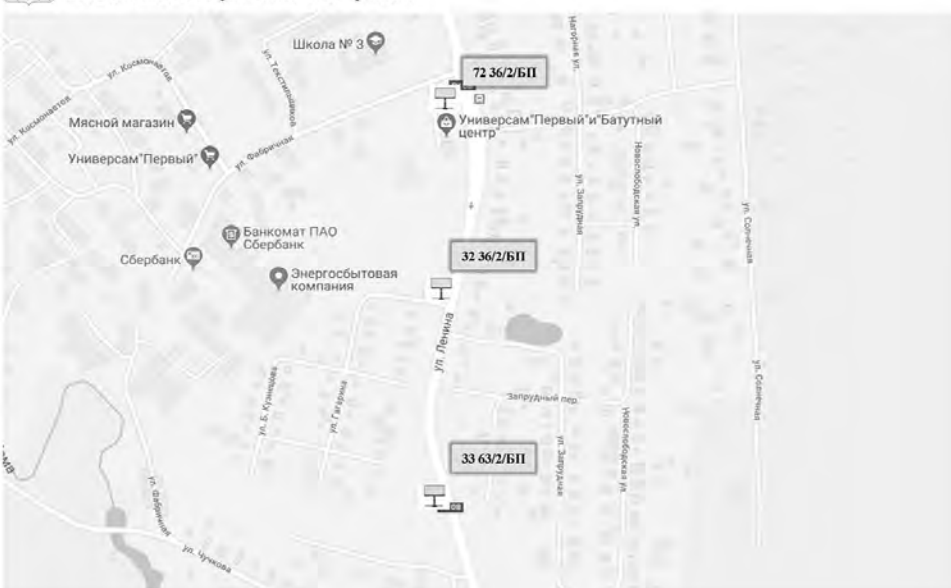 Школа № 3
Нагорная ул.
72 36/2/БП
ул. Космонавтов
ул. Текстильщиков
ул. Космонавтов
Мясной магазин
Универсам"Первый"и"Батутный
центр"
Универсам"Первый"
ул. Фабричная
Новослободская ул.
ул. Запрудная
ул. Солнечная
Банкомат ПАО
Сбербанк
Сбербанк
32 36/2/БП
Энергосбытовая
компания
ул. Ленина
ул. Б. Кузнецова
ул. Гагарина
Запрудный пер.
ул. Солнечная
Новослободская ул.
ул. Запрудная
33 63/2/БП
ул. Фабричная
ул. Чучкова